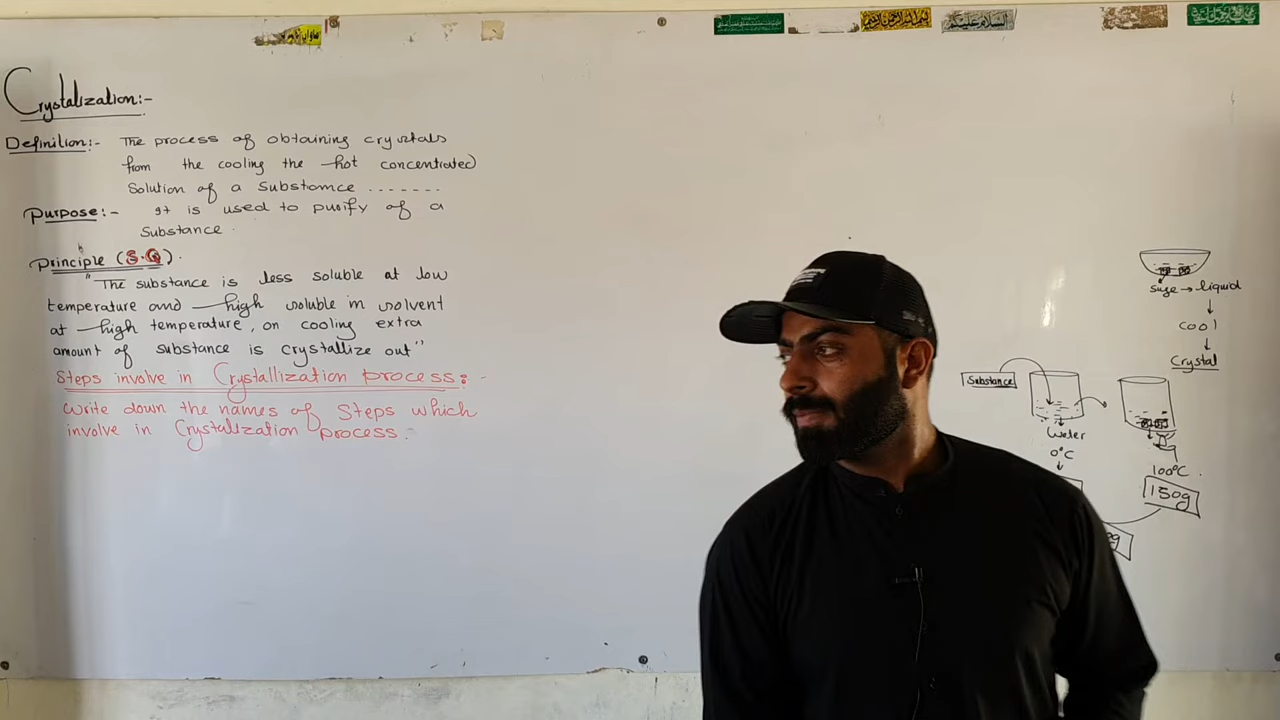 السلام علیکم
Crystalization:-
Definition:- The process of obtaining crystals
from the cooling the hot concentrated
Solution of a Substance .......
Purpose:- It is used to purify of a
Substance.
Principle (S.Q).
"The substance is less soluble at low
temperature and high soluble in solvent
at high temperature, on cooling extra
amount of substance is crystallize out"
Steps involve in Crystallization process:-
Write down the names of Steps which
involve in Crystalization process.
liquid
cool
Crystal
Substance
Water
0°C
100°C
150g